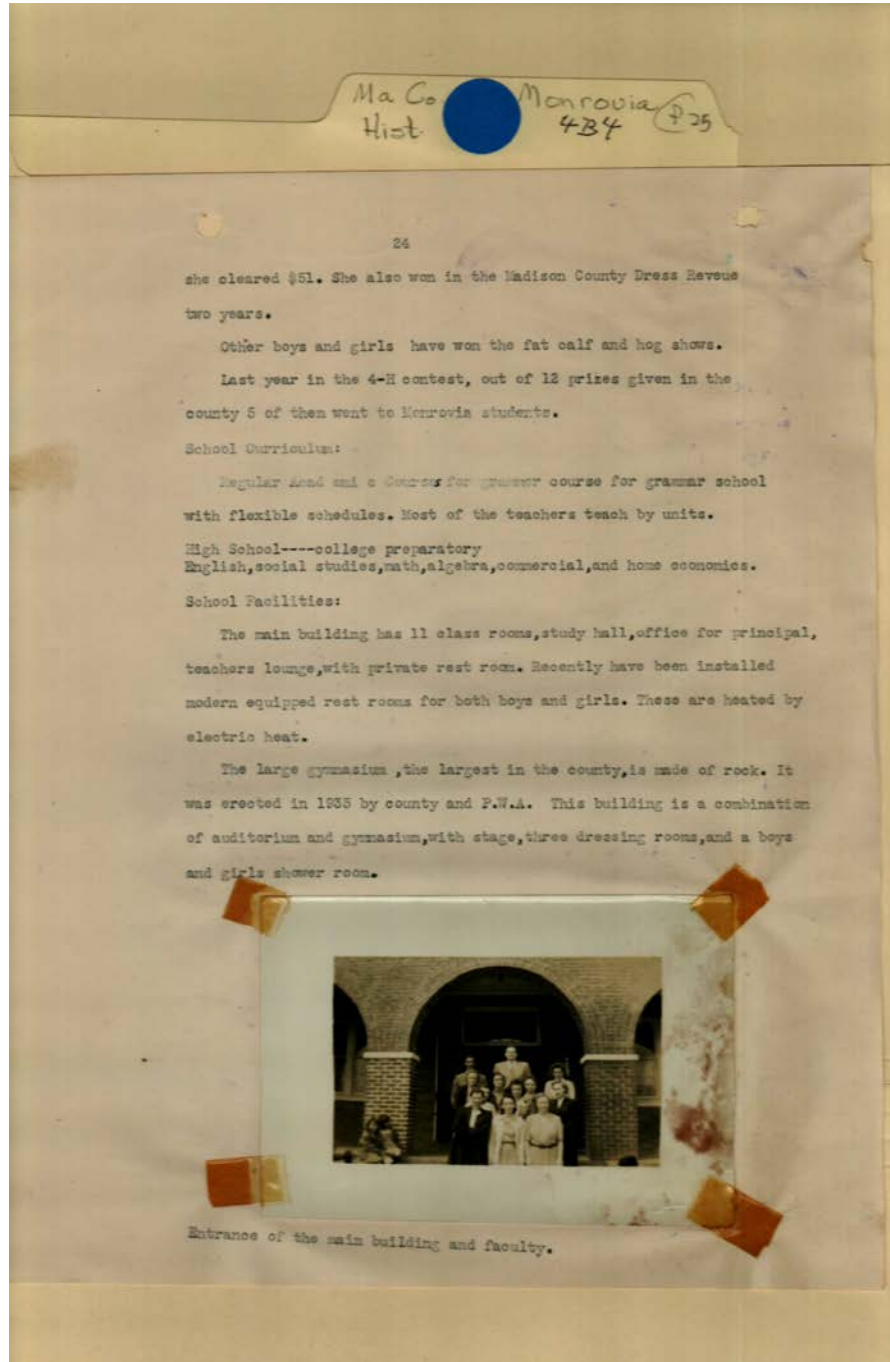 Ma Co Monrovia P 25
Hist. 4B4
24
she cleared $51. She also won in the Madison County Dress Reveue
two years.
Other boys and girls have won the fat calf and hog shows.
Last year in the 4-H contest, out of 12 prizes given in the
county 5 of then went to Monrovia students.
School Curriculum:
Regular Acad emi c Courses for grammer course for grammar school
with flexible schedules. Most of the teachers teach by units.
High School----college preparatory
English,social studies,math,algebra,commercial,and home economics.
School Facilities:
The main building has 11 class rooms,study hall,office for principal,
teachers lounge,with private rest room. Recently have been installed
modern equipped rest rooms for both boys and girls. These are heated by
electric heat.
The large gymnasium ,the largest in the county,is made of rock. It
was erected in 1935 by county and P.W.A. This building is a combination
of auditorium and gymnasium,with stage,three dressing rooms,and a boys
and girls shower room.
Entrance of the main building and faculty.